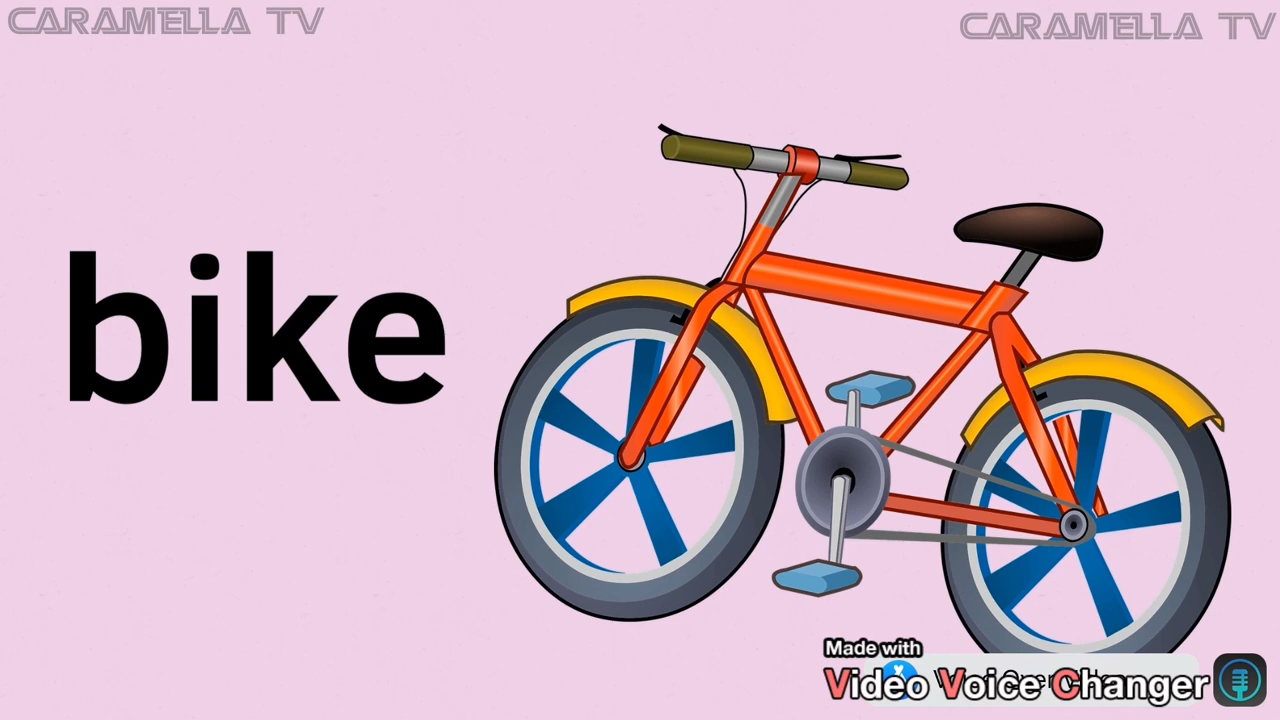 CARAMELLA TV
CARAMELLA TV
bike
Made with
Video Voice Changer